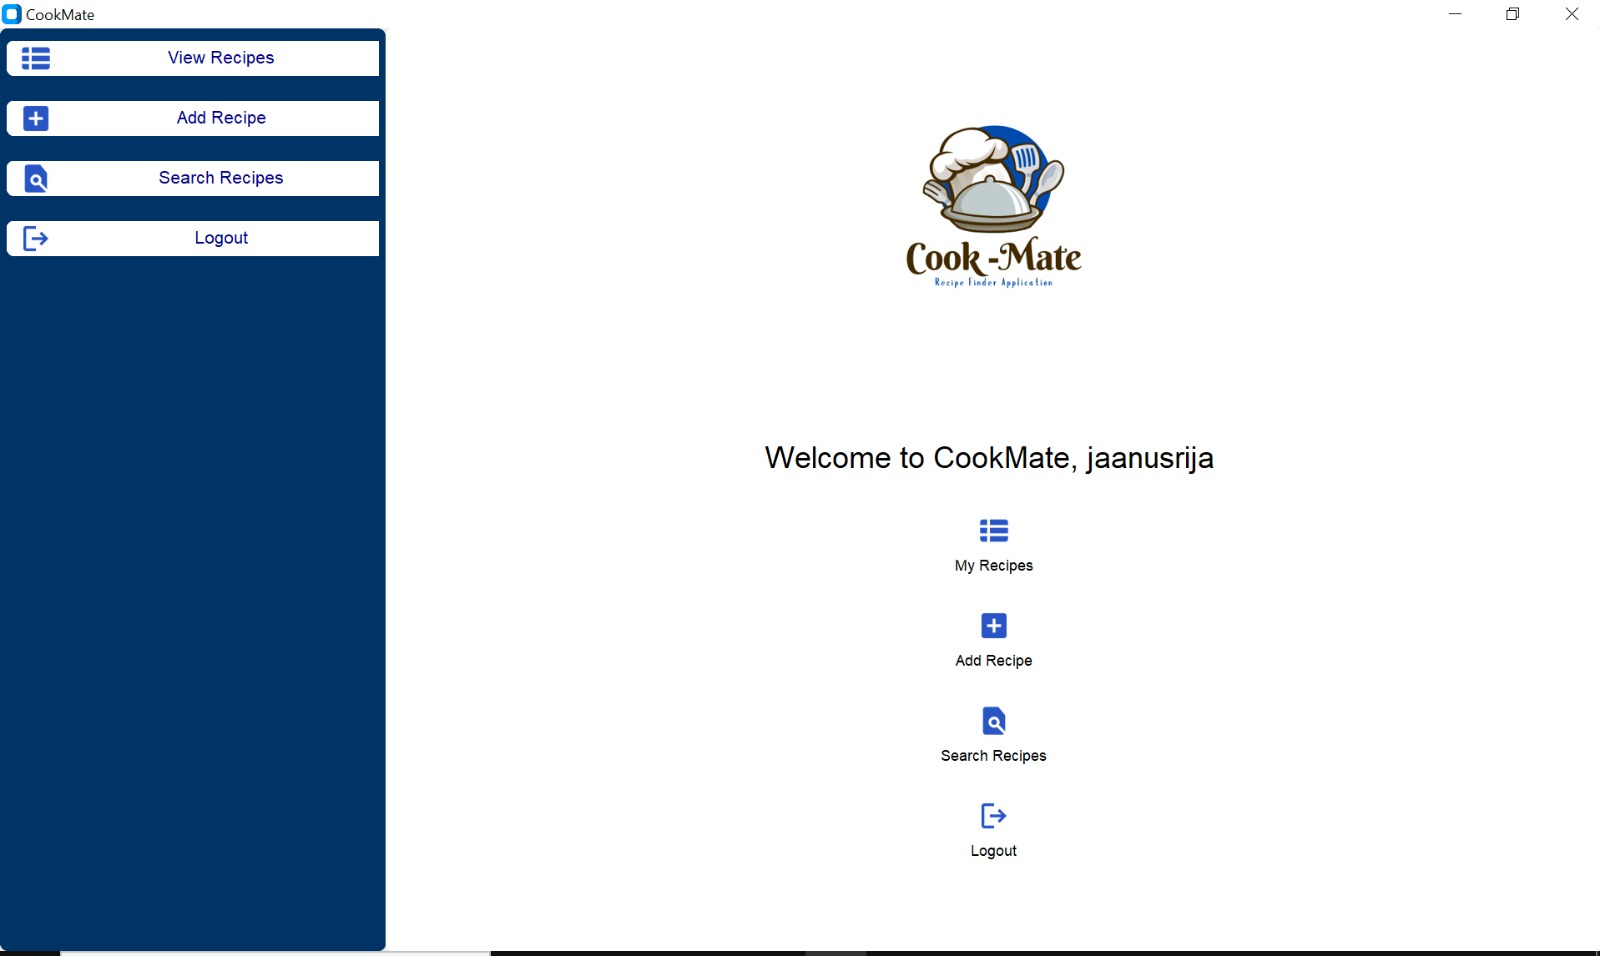 CookMate
View Recipes
Add Recipe
Search Recipes
Logout
Cook -Mate
Recipe Finder Application
Welcome to CookMate, jaanusrija
My Recipes
Add Recipe
Search Recipes
Logout